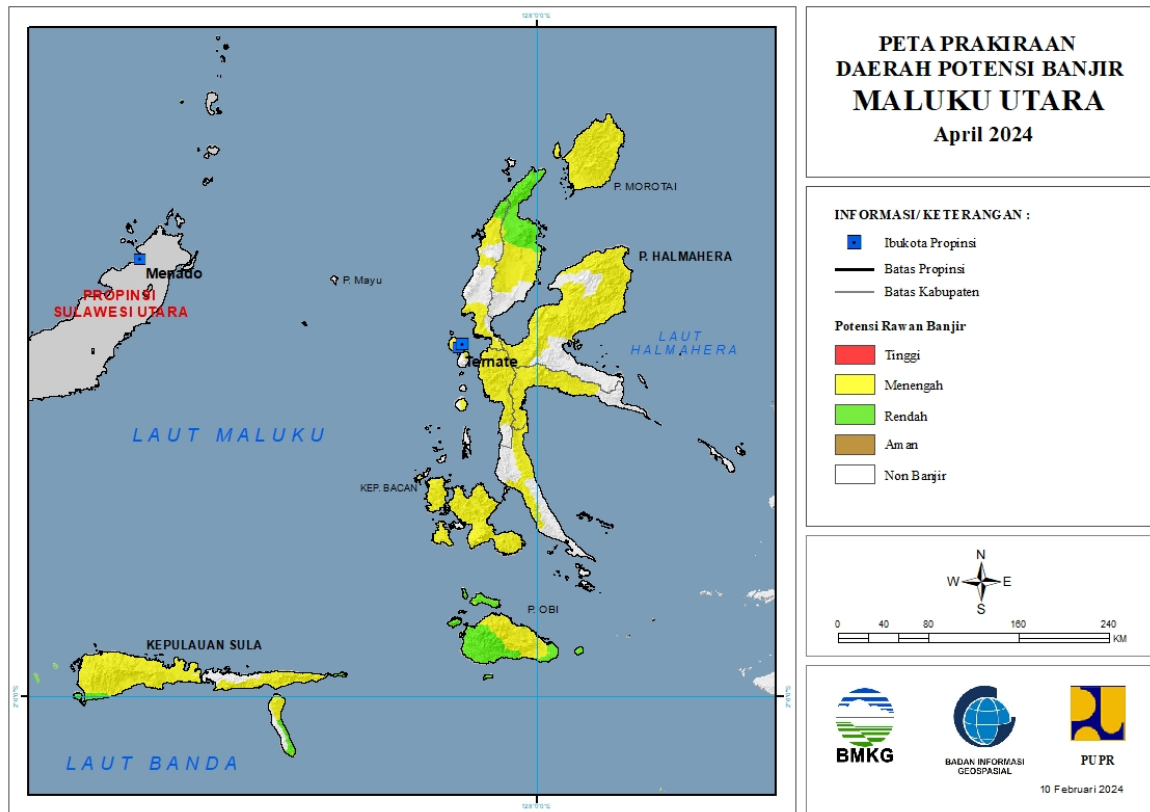 PETA PRAKIRAAN
DAERAH POTENSI BANJIR
MALUKU UTARA
April 2024
INFORMASI/ KETERANGAN :
Ibukota Propinsi
Batas Propinsi
Batas Kabupaten
Potensi Rawan Banjir
Tinggi
Menengah
Rendah
Aman
Non Banjir
N
W E
S
0 40 80 160 240
KM
BMKG
BADAN INFORMASI
GEOSPASIAL
PUPR
10 Februari 2024
128°0'0"E
P. MOROTAI
P. HALMAHERA
Menado
PROPINSI
SULAWESI UTARA
P. Mayu
LAUT
HALMAHERA
Ternate
LAUT MALUKU
KEP. BACAN
P. OBI
KEPULAUAN SULA
LAUT BANDA